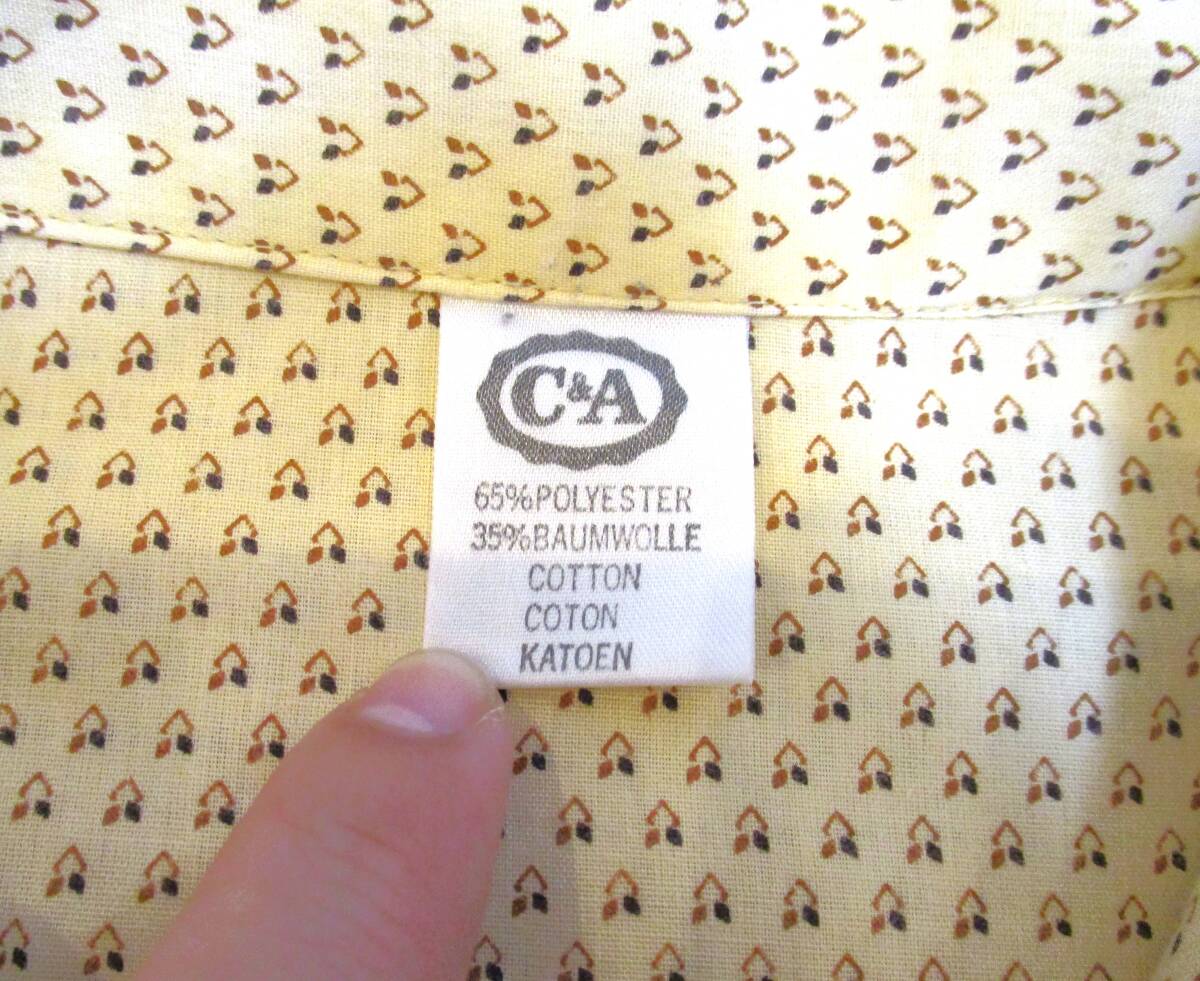 C&A
65%POLYESTER
35%BAUMWOLLE
COTTON
COTON
KATOEN